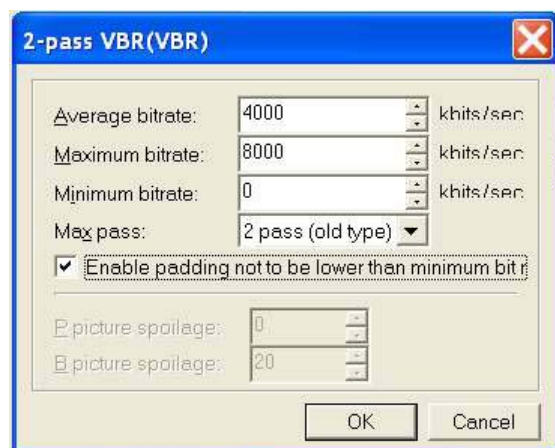 2-pass VBR(VBR)
Average bitrate: 4000 kbits/sec
Maximum bitrate: 8000 kbits/sec
Minimum bitrate: 0 kbits/sec
Max pass: 2 pass (old type)
Enable padding not to be lower than minimum bit r
P picture spoilage: 0
B picture spoilage: 20
OK Cancel